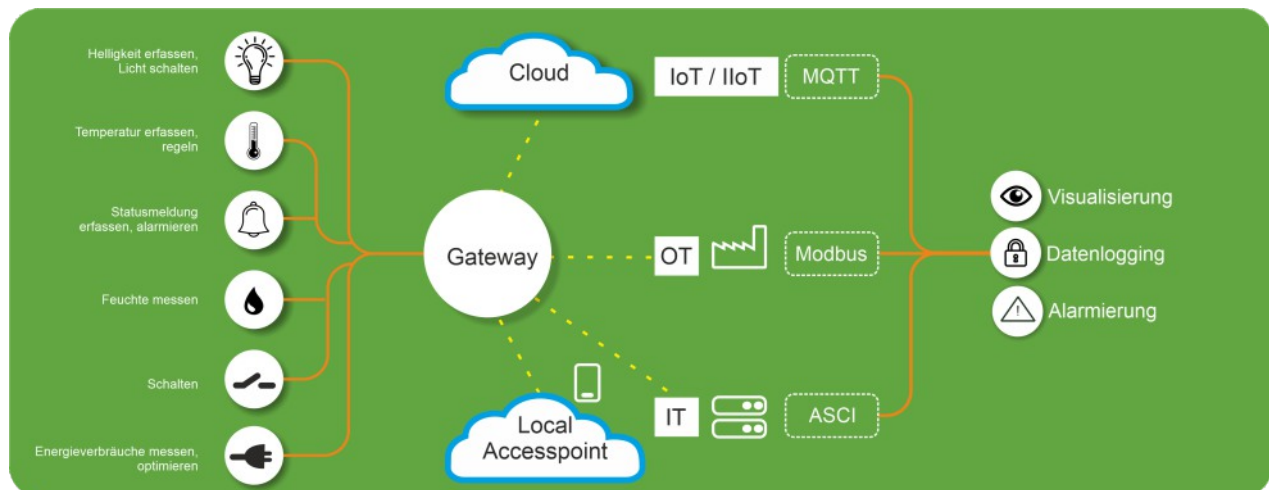 Helligkeit erfassen,
Licht schalten
Temperatur erfassen,
regeln
Statusmeldung
erfassen, alarmieren
Feuchte messen
Schalten
Energieverbräuche messen,
optimieren
Cloud
Gateway
Local
Accesspoint
IoT / IIoT
MQTT
OT
Modbus
IT
ASCI
Visualisierung
Datenlogging
Alarmierung